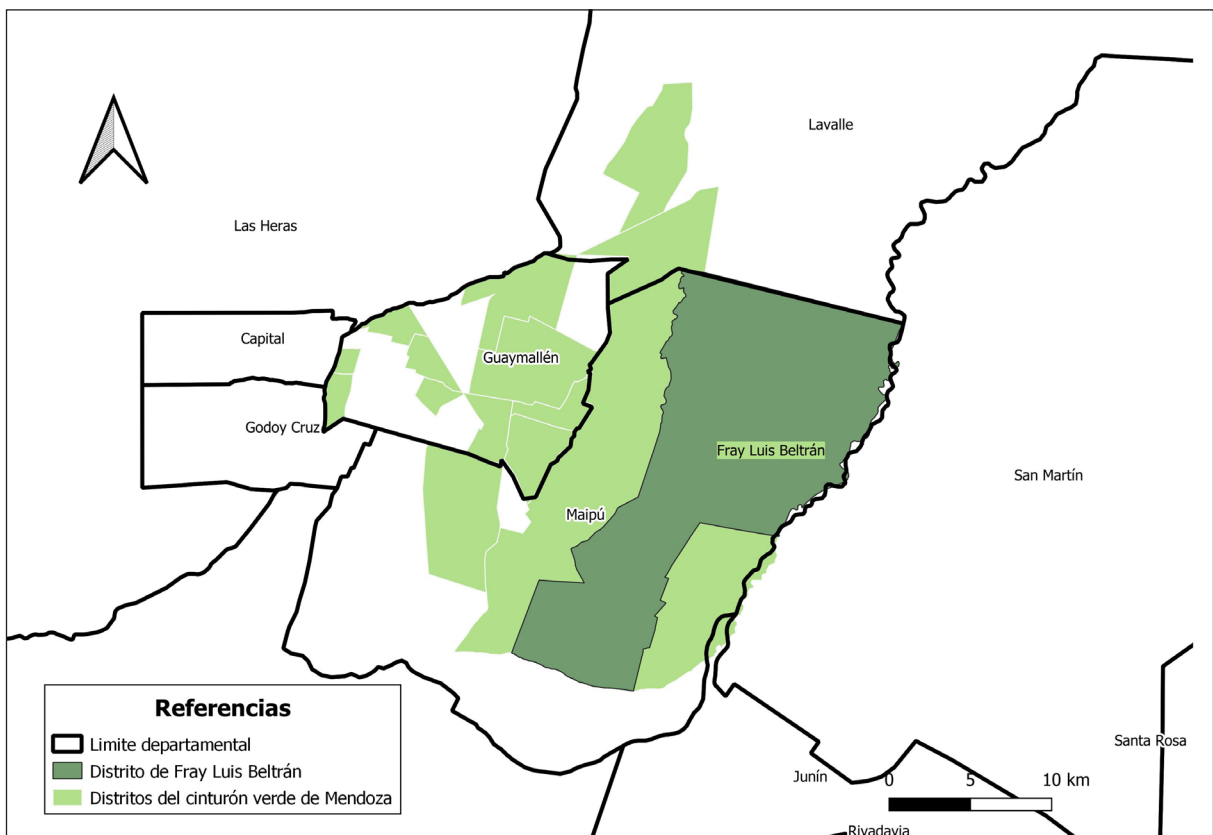 Lavalle
Las Heras
Capital
Guaymallén
Godoy Cruz
Fray Luis Beltrán
San Martín
Maipú
Santa Rosa
Junín
Rivadavia
0 5 10 km
Referencias
Limite departamental
Distrito de Fray Luis Beltrán
Distritos del cinturón verde de Mendoza